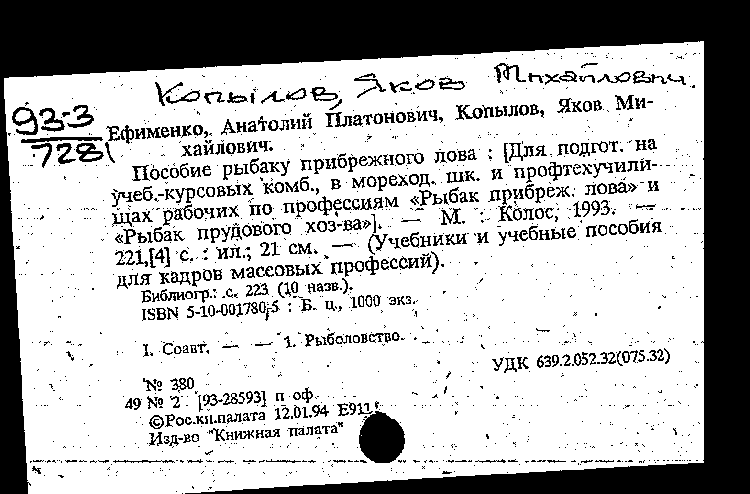 Копылов, Яков Михайлович.
93-3
7281
Ефименко, Анатолий Платонович, Копылов, Яков Ми-
хайлович.
Пособие рыбаку прибрежного лова : [Для подгот. на
учеб.-курсовых комб., в мореход. шк. и профтехучили-
щах рабочих по профессиям «Рыбак прибреж. лова» и
«Рыбак прудового хоз-ва»]. — М. : Колос, 1993. —
221,[4] с. : ил.; 21 см. — (Учебники и учебные пособия
для кадров массовых профессий).
Библиогр.: с. 223 (10 назв.).
ISBN 5-10-001780-5 : Б. ц., 1000 экз.
I. Соавт. — — 1. Рыболовство.
УДК 639.2.052.32(075.32)
№ 380
49 № 2 [93-28593] п оф
©Рос.кн.палата 12.01.94 Е911
Изд-во "Книжная палата"